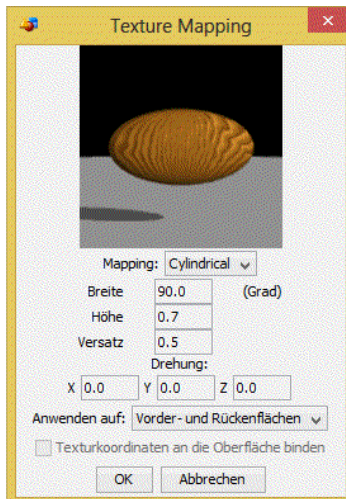 Texture Mapping
Mapping: Cylindrical
Breite 90.0 (Grad)
Höhe 0.7
Versatz 0.5
Drehung:
X 0.0 Y 0.0 Z 0.0
Anwenden auf: Vorder- und Rückenflächen
Texturkoordinaten an die Oberfläche binden
OK Abbrechen